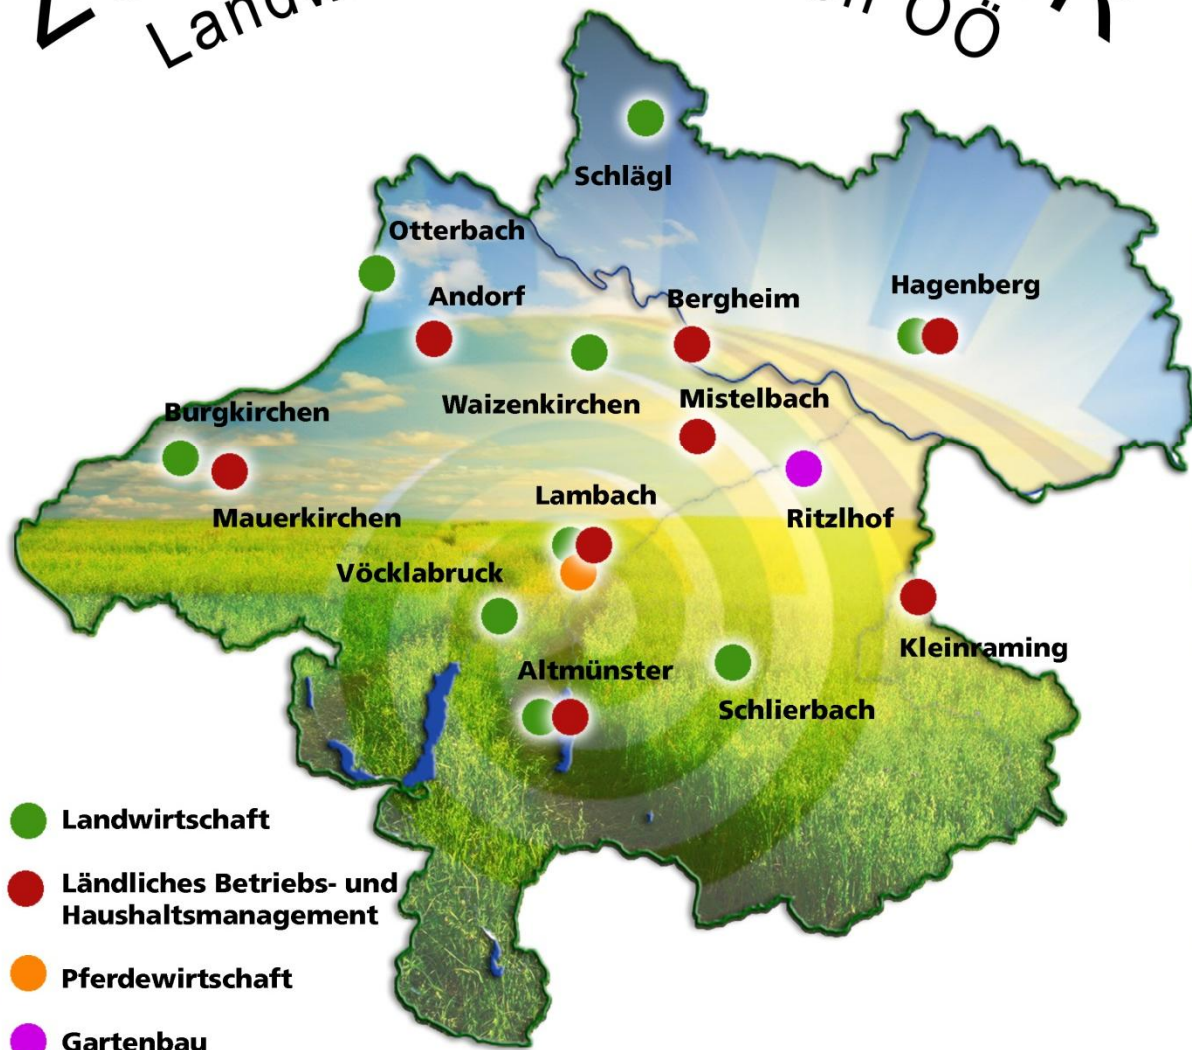 OÖ
Schlägl
Otterbach
Andorf
Bergheim
Hagenberg
Waizenkirchen
Mistelbach
Burgkirchen
Mauerkirchen
Lambach
Ritzlhof
Vöcklabruck
Kleinraming
Altmünster
Schlierbach
Landwirtschaft
Ländliches Betriebs- und
Haushaltsmanagement
Pferdewirtschaft
Gartenbau